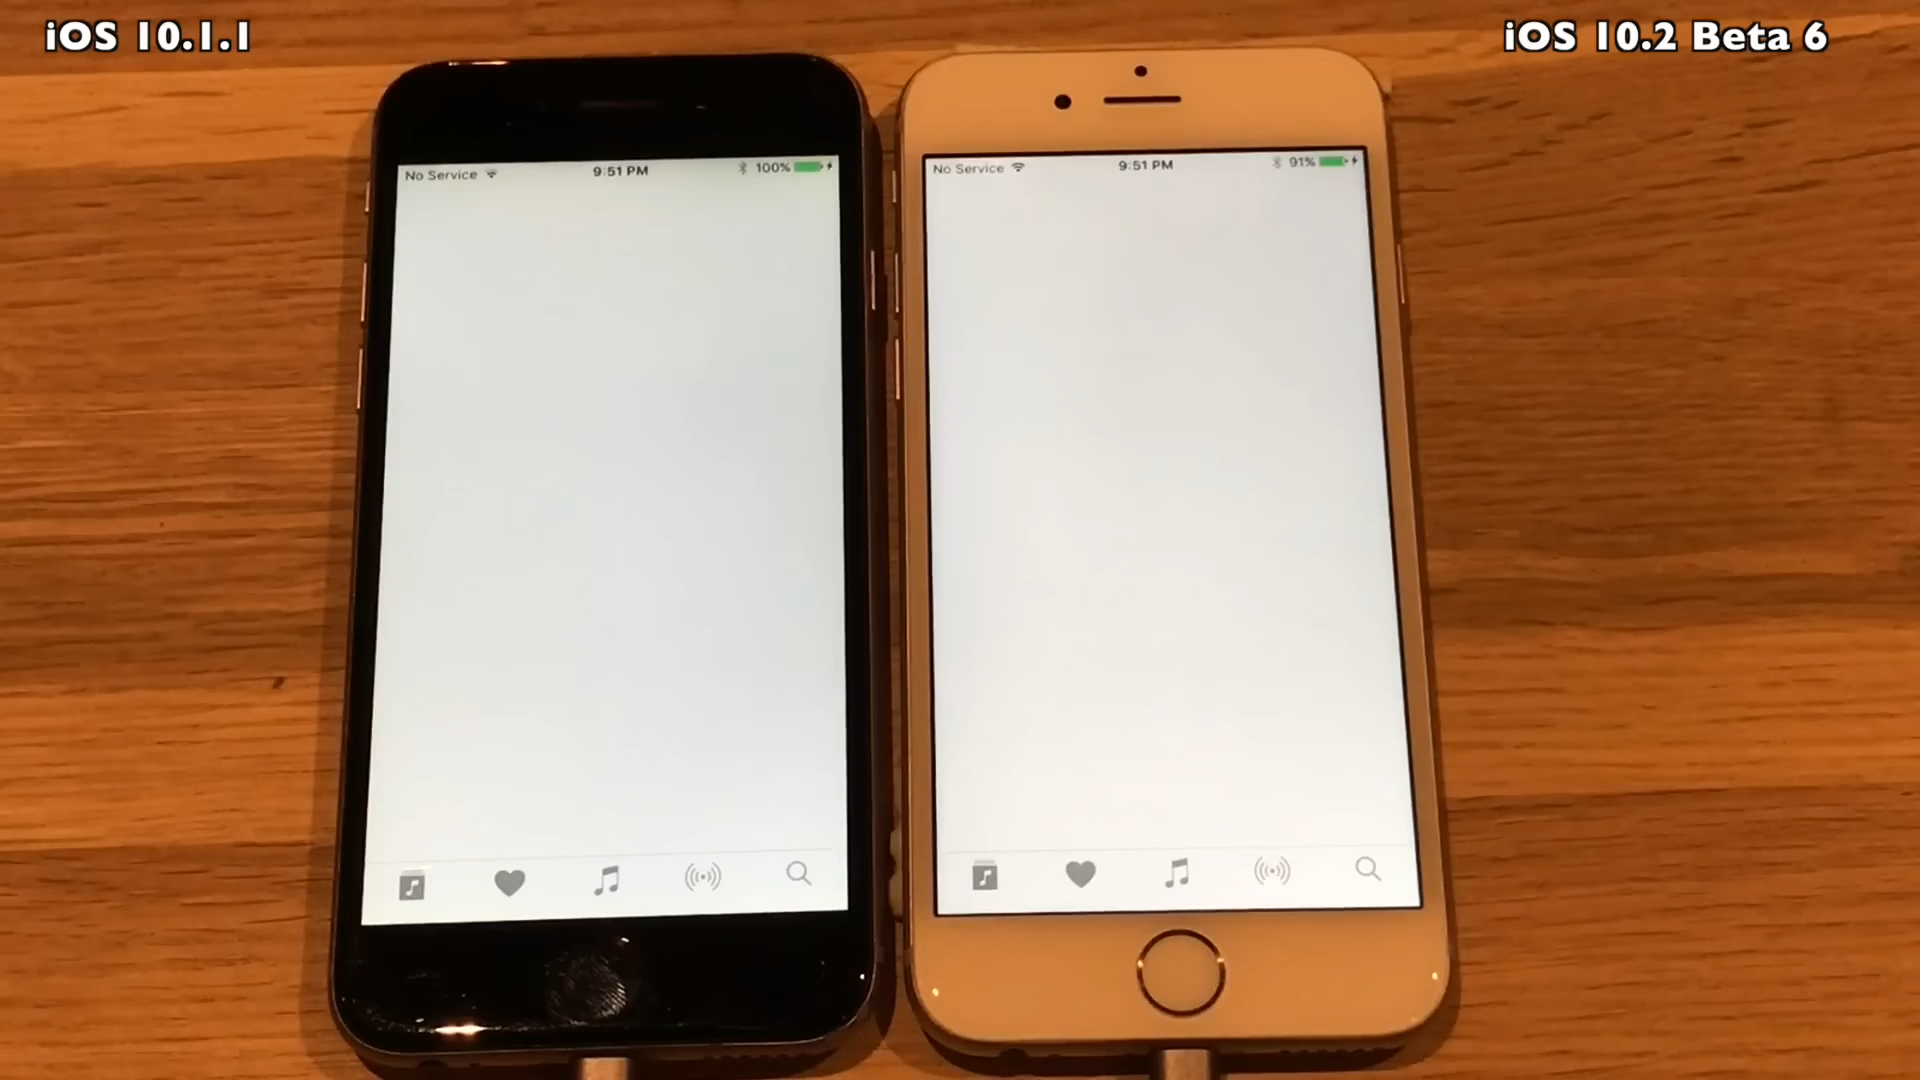 iOS 10.1.1
iOS 10.2 Beta 6
No Service 9:51 PM 100%
No Service 9:51 PM 91%